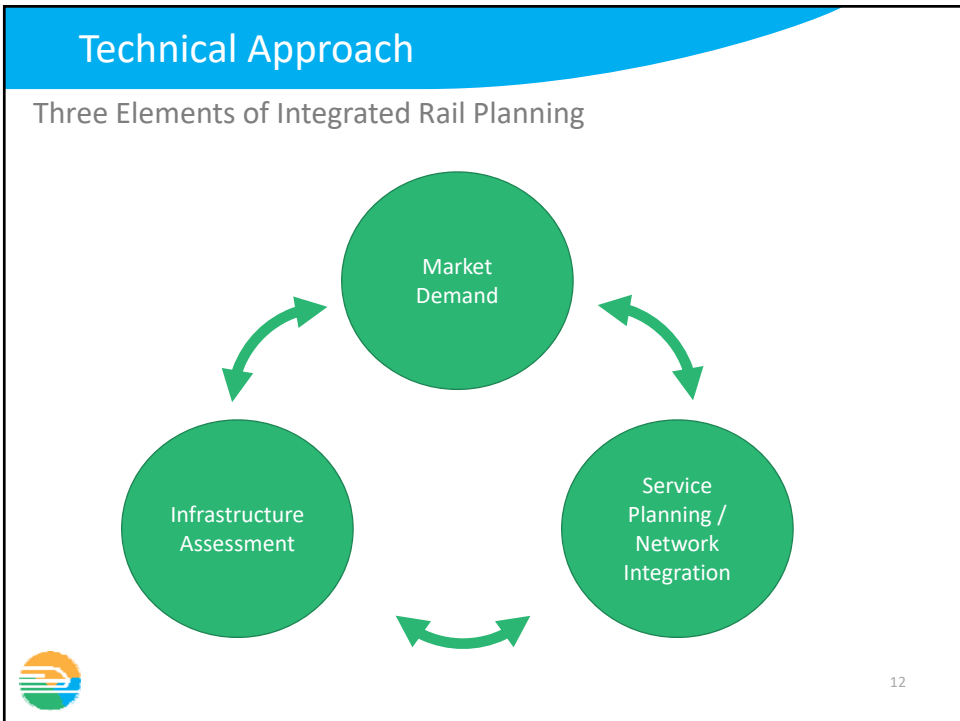 Technical Approach
Three Elements of Integrated Rail Planning
Market
Demand
Infrastructure
Assessment
Service
Planning /
Network
Integration
12